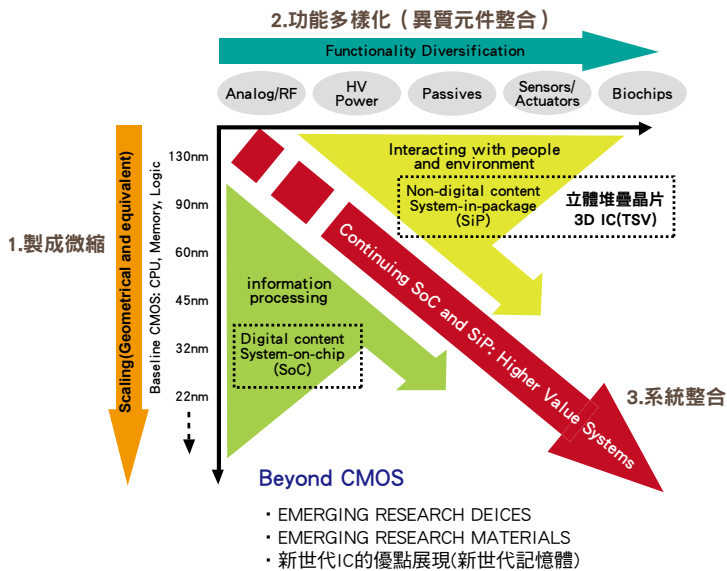 2.功能多樣化（異質元件整合）
Functionality Diversification
Analog/RF
HV
Power
Passives
Sensors/
Actuators
Biochips
Interacting with people
and environment
130nm
Non-digital content
System-in-package
(SiP)
立體堆疊晶片
3D IC(TSV)
90nm
1.製成微縮
Scaling(Geometrical and equivalent)
Baseline CMOS: CPU, Memory, Logic
60nm
information
processing
45nm
Continuing SoC and SiP: Higher Value Systems
32nm
Digital content
System-on-chip
(SoC)
22nm
3.系統整合
Beyond CMOS
・EMERGING RESEARCH DEICES
・EMERGING RESEARCH MATERIALS
・新世代IC的優點展現(新世代記憶體)